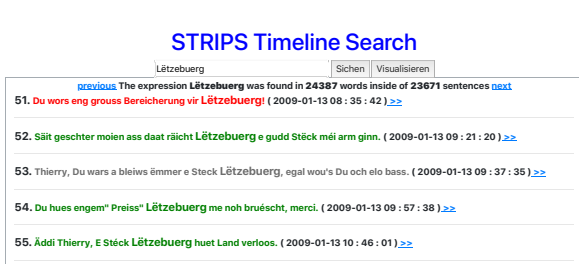 STRIPS Timeline Search
Lëtzebuerg Sichen Visualisieren
previous The expression Lëtzebuerg was found in 24387 words inside of 23671 sentences next
51. Du wors eng grouss Bereicherung vir Lëtzebuerg! ( 2009-01-13 08 : 35 : 42 ) >>
52. Säit geschter moien ass daat räicht Lëtzebuerg e gudd Stëck méi arm ginn. ( 2009-01-13 09 : 21 : 20 ) >>
53. Thierry, Du wars a bleiws ëmmer e Steck Lëtzebuerg, egal wou's Du och elo bass. ( 2009-01-13 09 : 37 : 35 ) >>
54. Du hues engem" Preiss" Lëtzebuerg me noh bruéscht, merci. ( 2009-01-13 09 : 57 : 38 ) >>
55. Äddi Thierry, E Stéck Lëtzebuerg huet Land verloos. ( 2009-01-13 10 : 46 : 01 ) >>